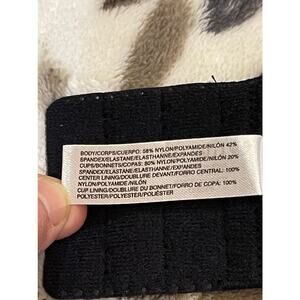 BODY/CORPS/CUERPO: 58% NYLON/POLYAMIDE/NILÓN 42%
SPANDEX/ELASTANE/ELASTHANNE/EXPANDES
CUPS/BONNETS/COPAS: 80% NYLON/POLYAMIDE/NILÓN 20%
SPANDEX/ELASTANE/ELASTHANNE/EXPANDES
CENTER LINING/DOUBLURE DEVANT/FORRO CENTRAL: 100%
NYLON/POLYAMIDE/NILÓN
CUP LINING/DOUBLURE DU BONNET/FORRO DE COPA: 100%
POLYESTER/POLYESTER/POLIÉSTER